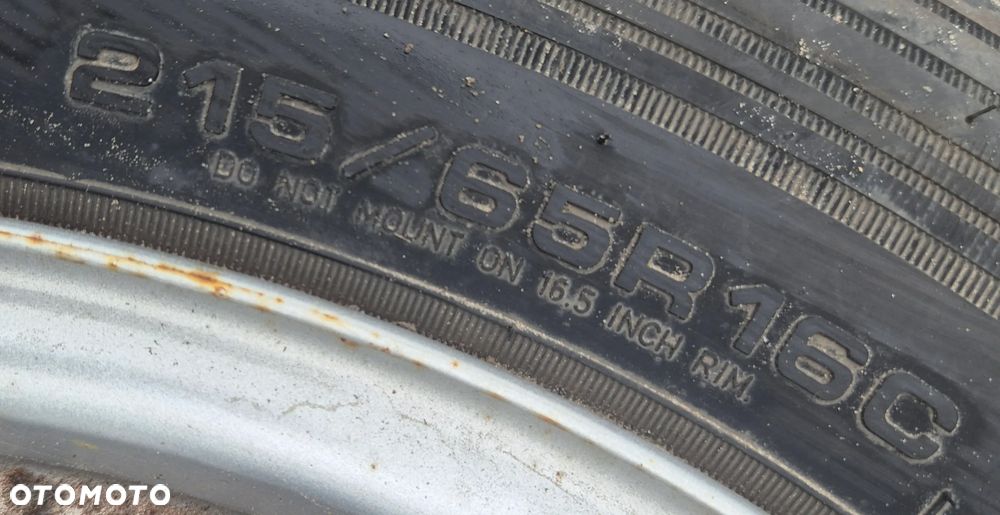 215/65R16C
DO NOT MOUNT ON 16.5 INCH RIM.
OTOMOTO